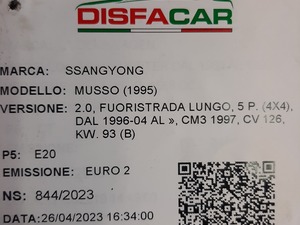 DISFACAR
MARCA: SSANGYONG
MODELLO: MUSSO (1995)
VERSIONE: 2.0, FUORISTRADA LUNGO, 5 P. (4X4),
DAL 1996-04 AL », CM3 1997, CV 126,
KW. 93 (B)
P5: E20
EMISSIONE: EURO 2
NS: 844/2023
DATA:26/04/2023 16:34:00